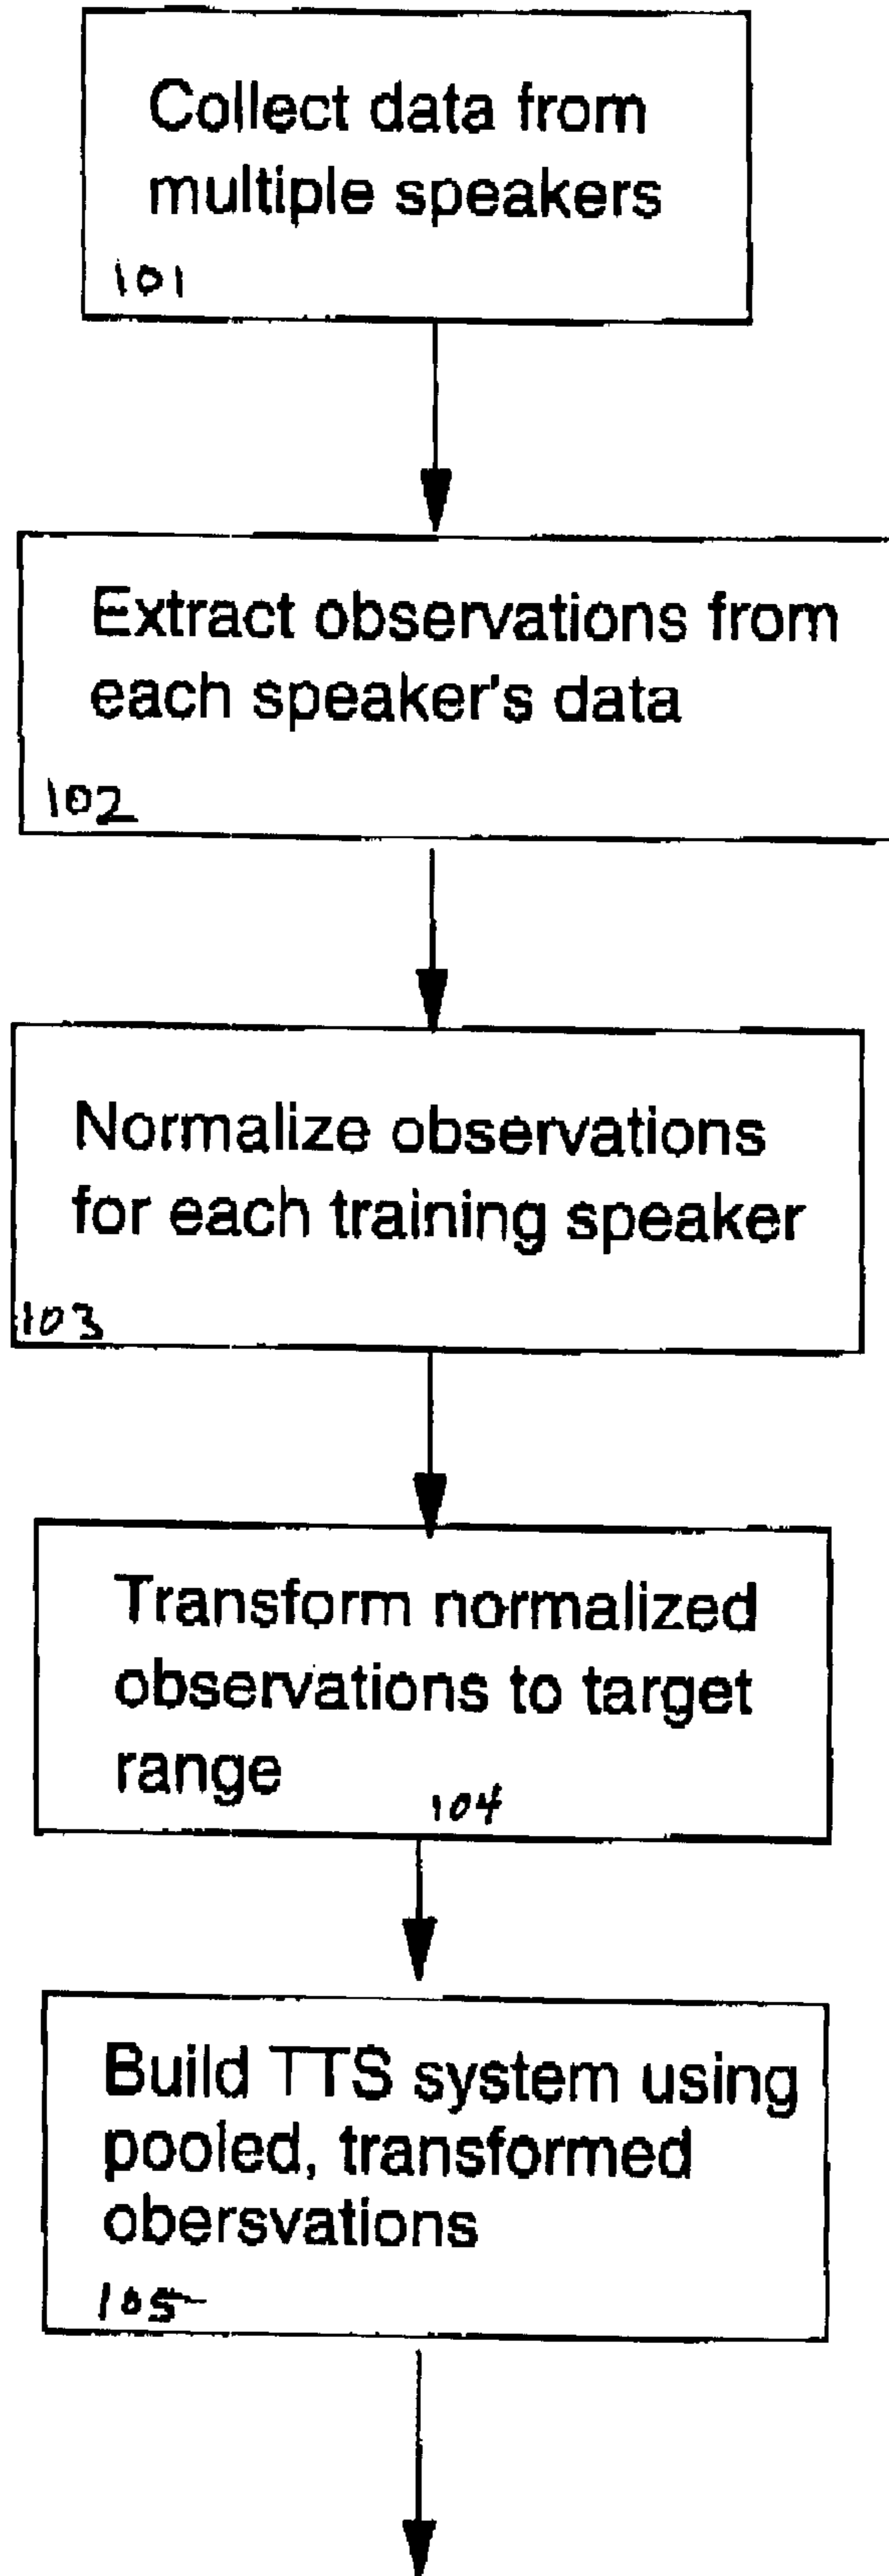 Collect data from
multiple speakers
101
Extract observations from
each speaker's data
102
Normalize observations
for each training speaker
103
Transform normalized
observations to target
range
104
Build TTS system using
pooled, transformed
obersvations
105